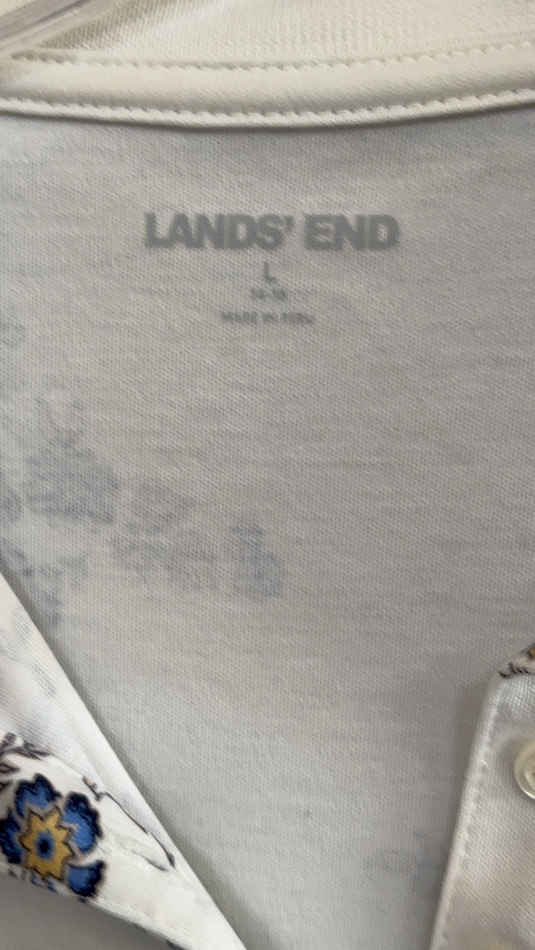 LANDS' END
L
14-16
MADE IN PERU